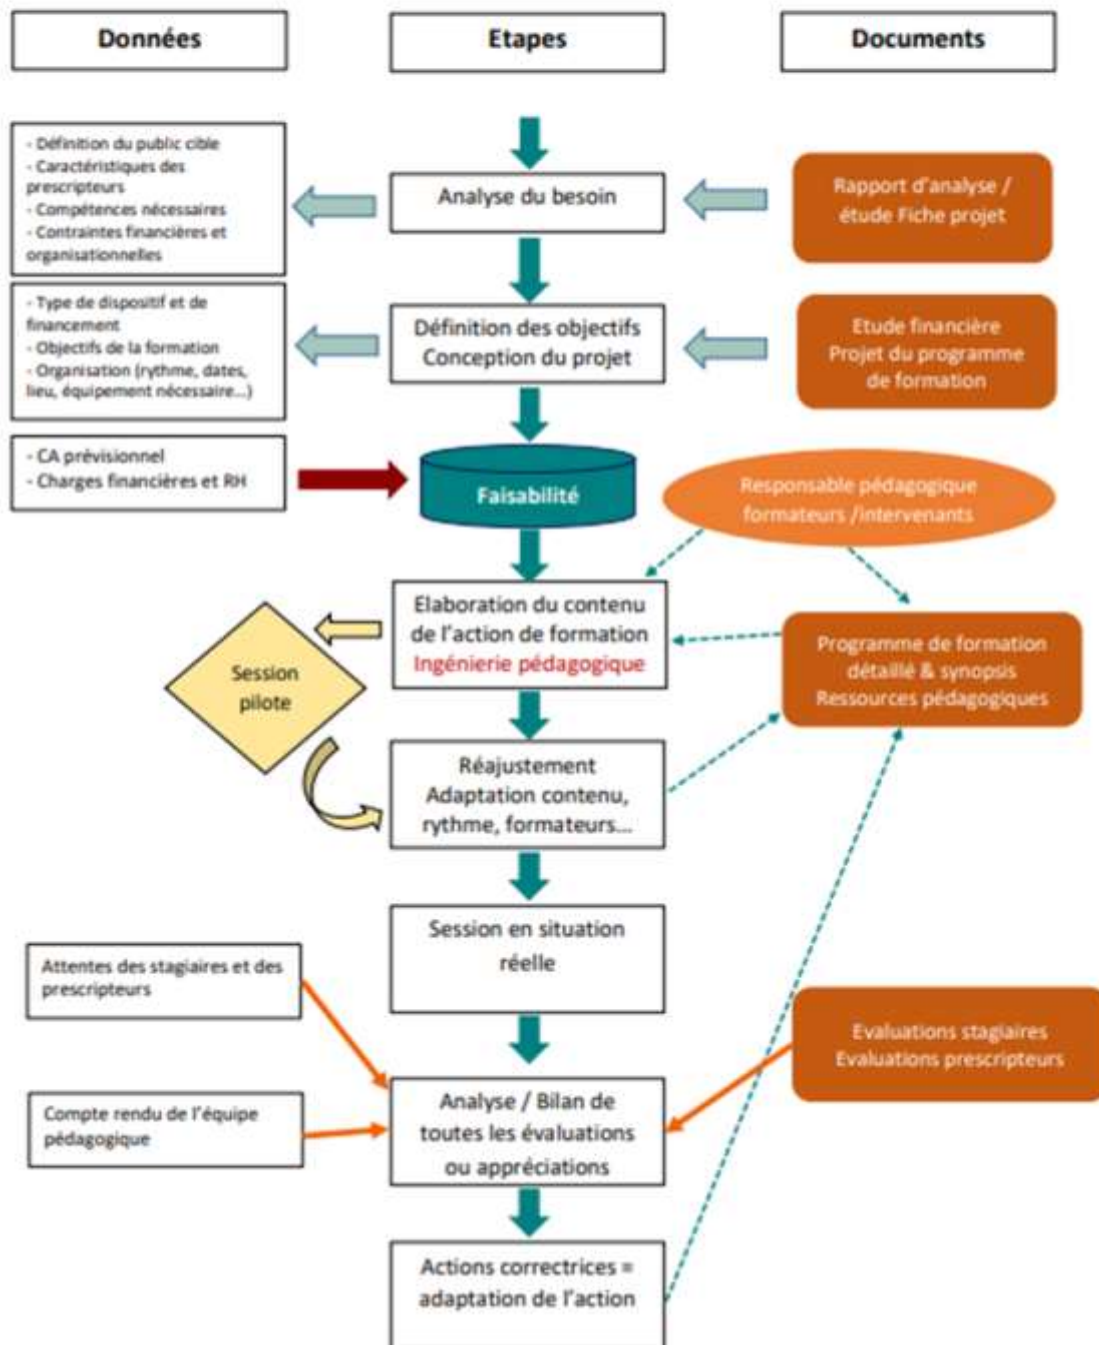 Données
Etapes
Documents
- Définition du public cible
- Caractéristiques des
prescripteurs
- Compétences nécessaires
- Contraintes financières et
organisationnelles
Analyse du besoin
Rapport d'analyse /
étude Fiche projet
- Type de dispositif et de
financement
- Objectifs de la formation
- Organisation (rythme, dates,
lieu, équipement nécessaire...)
Définition des objectifs
Conception du projet
Etude financière
Projet du programme
de formation
- CA prévisionnel
- Charges financières et RH
Faisabilité
Responsable pédagogique
formateurs /intervenants
Elaboration du contenu
de l'action de formation
Ingénierie pédagogique
Session
pilote
Programme de formation
détaillé & synopsis
Ressources pédagogiques
Réajustement
Adaptation contenu,
rythme, formateurs...
Session en situation
réelle
Attentes des stagiaires et des
prescripteurs
Evaluations stagiaires
Evaluations prescripteurs
Compte rendu de l'équipe
pédagogique
Analyse / Bilan de
toutes les évaluations
ou appréciations
Actions correctrices =
adaptation de l'action